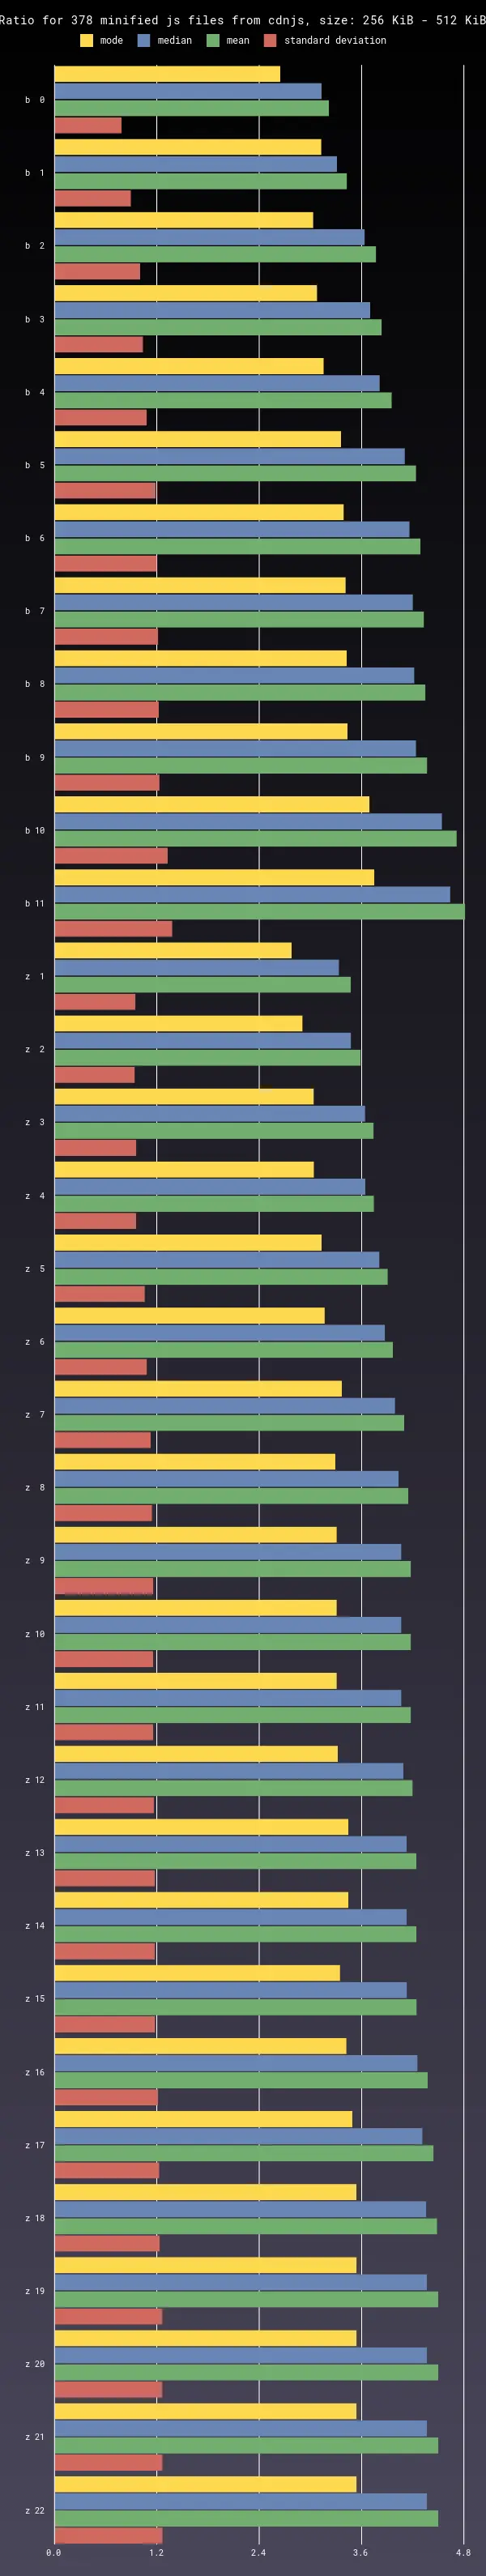 Ratio for 378 minified js files from cdnjs, size: 256 KiB - 512 KiB
mode median mean standard deviation
b 0
b 1
b 2
b 3
b 4
b 5
b 6
b 7
b 8
b 9
b 10
b 11
z 1
z 2
z 3
z 4
z 5
z 6
z 7
z 8
z 9
z 10
z 11
z 12
z 13
z 14
z 15
z 16
z 17
z 18
z 19
z 20
z 21
z 22
0.0 1.2 2.4 3.6 4.8